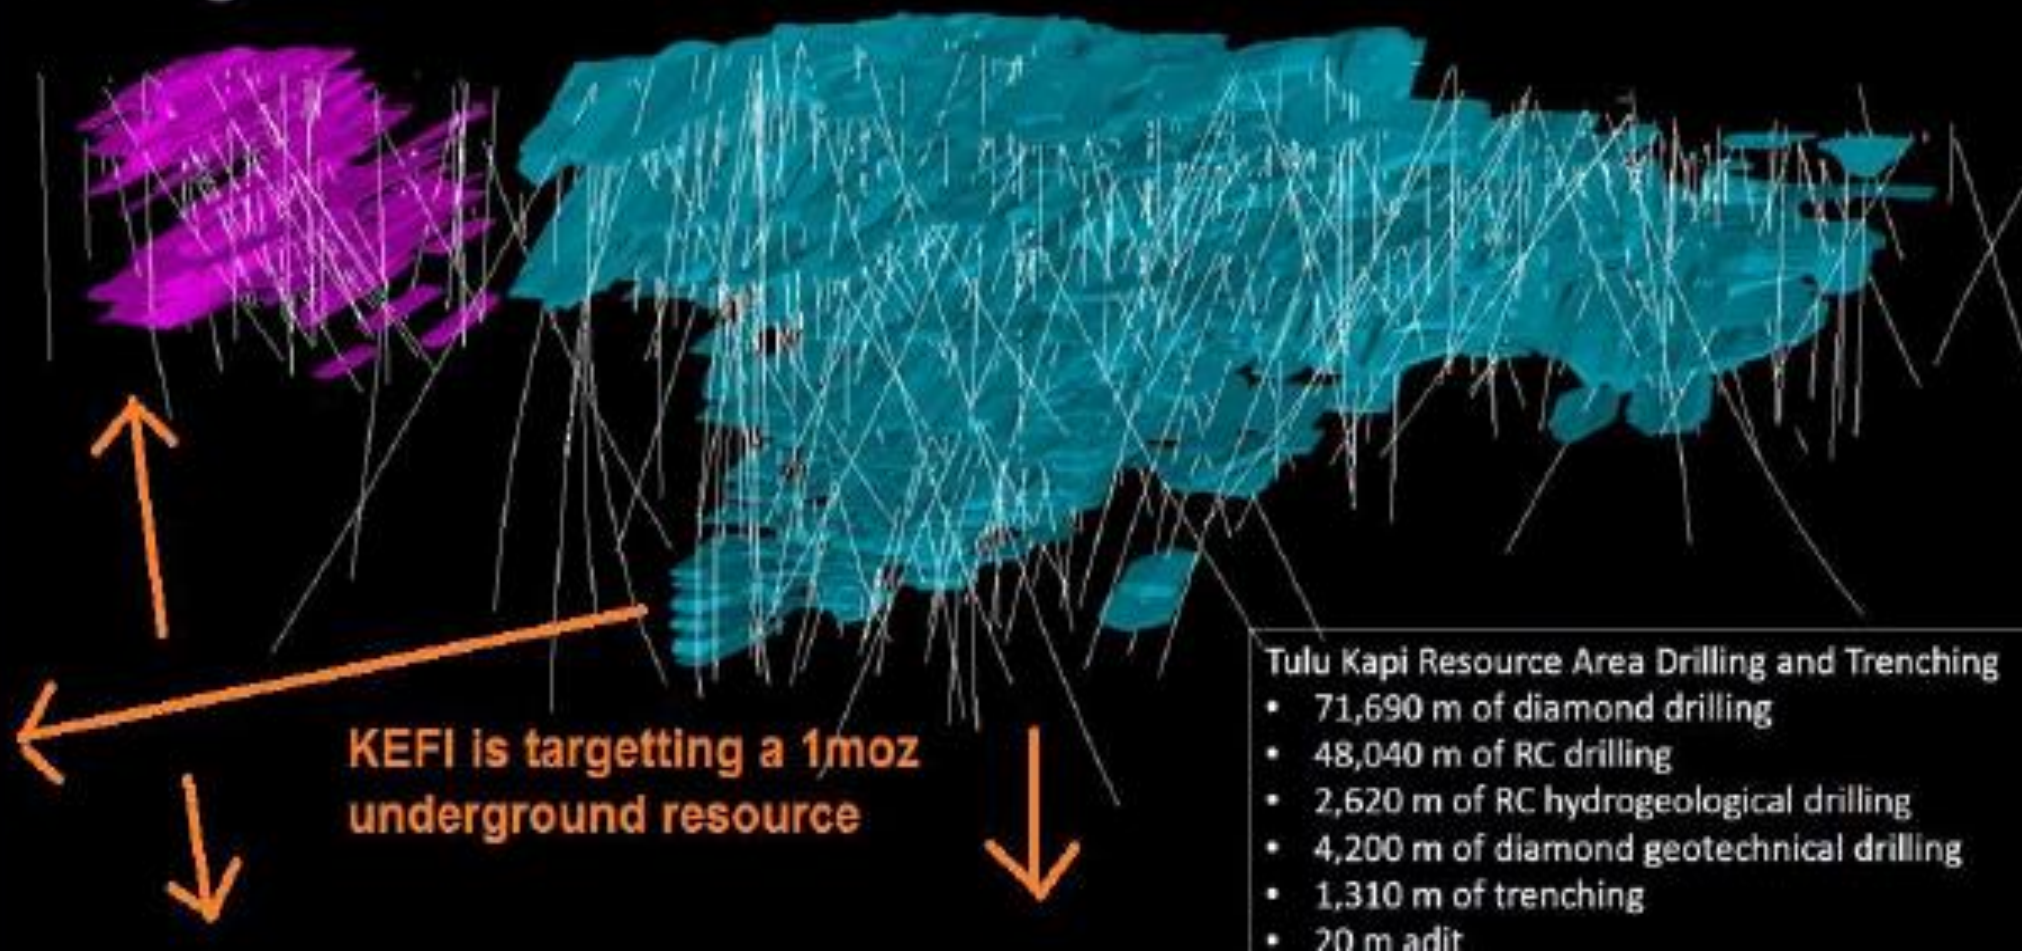 KEFI is targetting a 1moz
underground resource
Tulu Kapi Resource Area Drilling and Trenching
• 71,690 m of diamond drilling
• 48,040 m of RC drilling
• 2,620 m of RC hydrogeological drilling
• 4,200 m of diamond geotechnical drilling
• 1,310 m of trenching
• 20 m adit